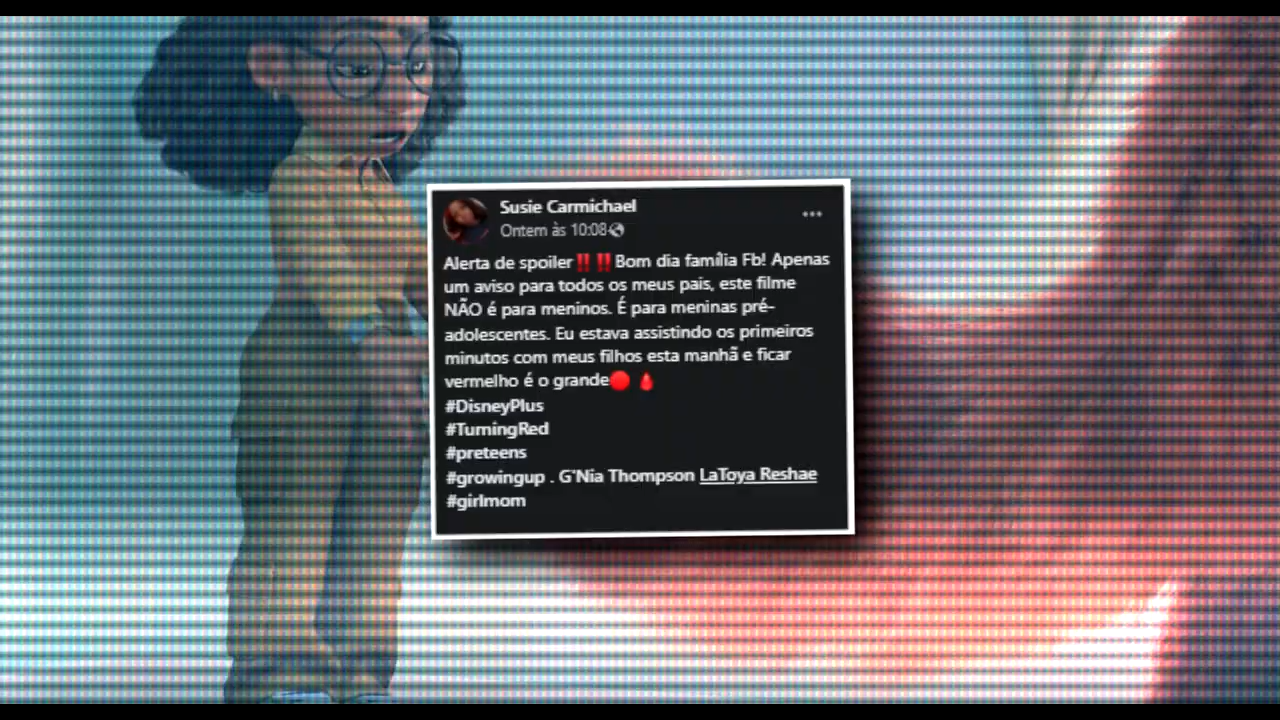 Susie Carmichael
Ontem às 10:08
Alerta de spoiler‼️ ‼️Bom dia família Fb! Apenas
um aviso para todos os meus pais, este filme
NÃO é para meninos. É para meninas pré-
adolescentes. Eu estava assistindo os primeiros
minutos com meus filhos esta manhã e ficar
vermelho é o grande🔴 🩸
#DisneyPlus
#TurningRed
#preteens
#growingup . G'Nia Thompson LaToya Reshae
#girlmom